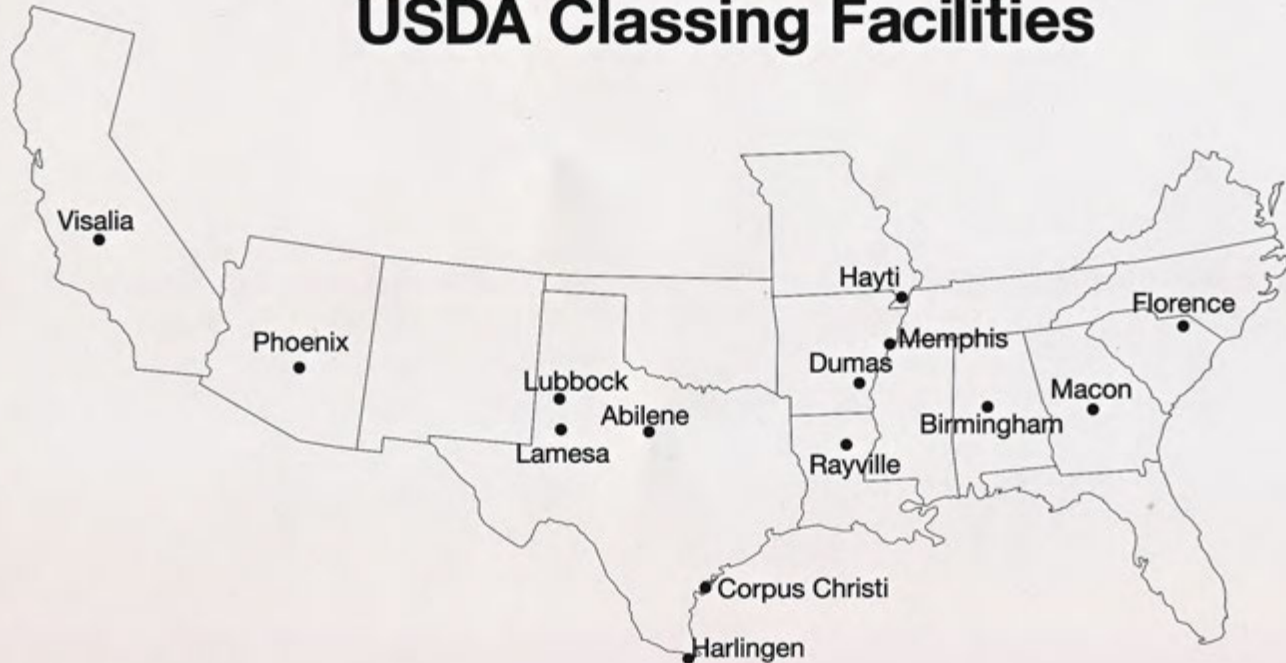 USDA Classing Facilities
Visalia
Hayti
Florence
Phoenix
Memphis
Dumas
Lubbock
Macon
Abilene
Birmingham
Lamesa
Rayville
Corpus Christi
Harlingen